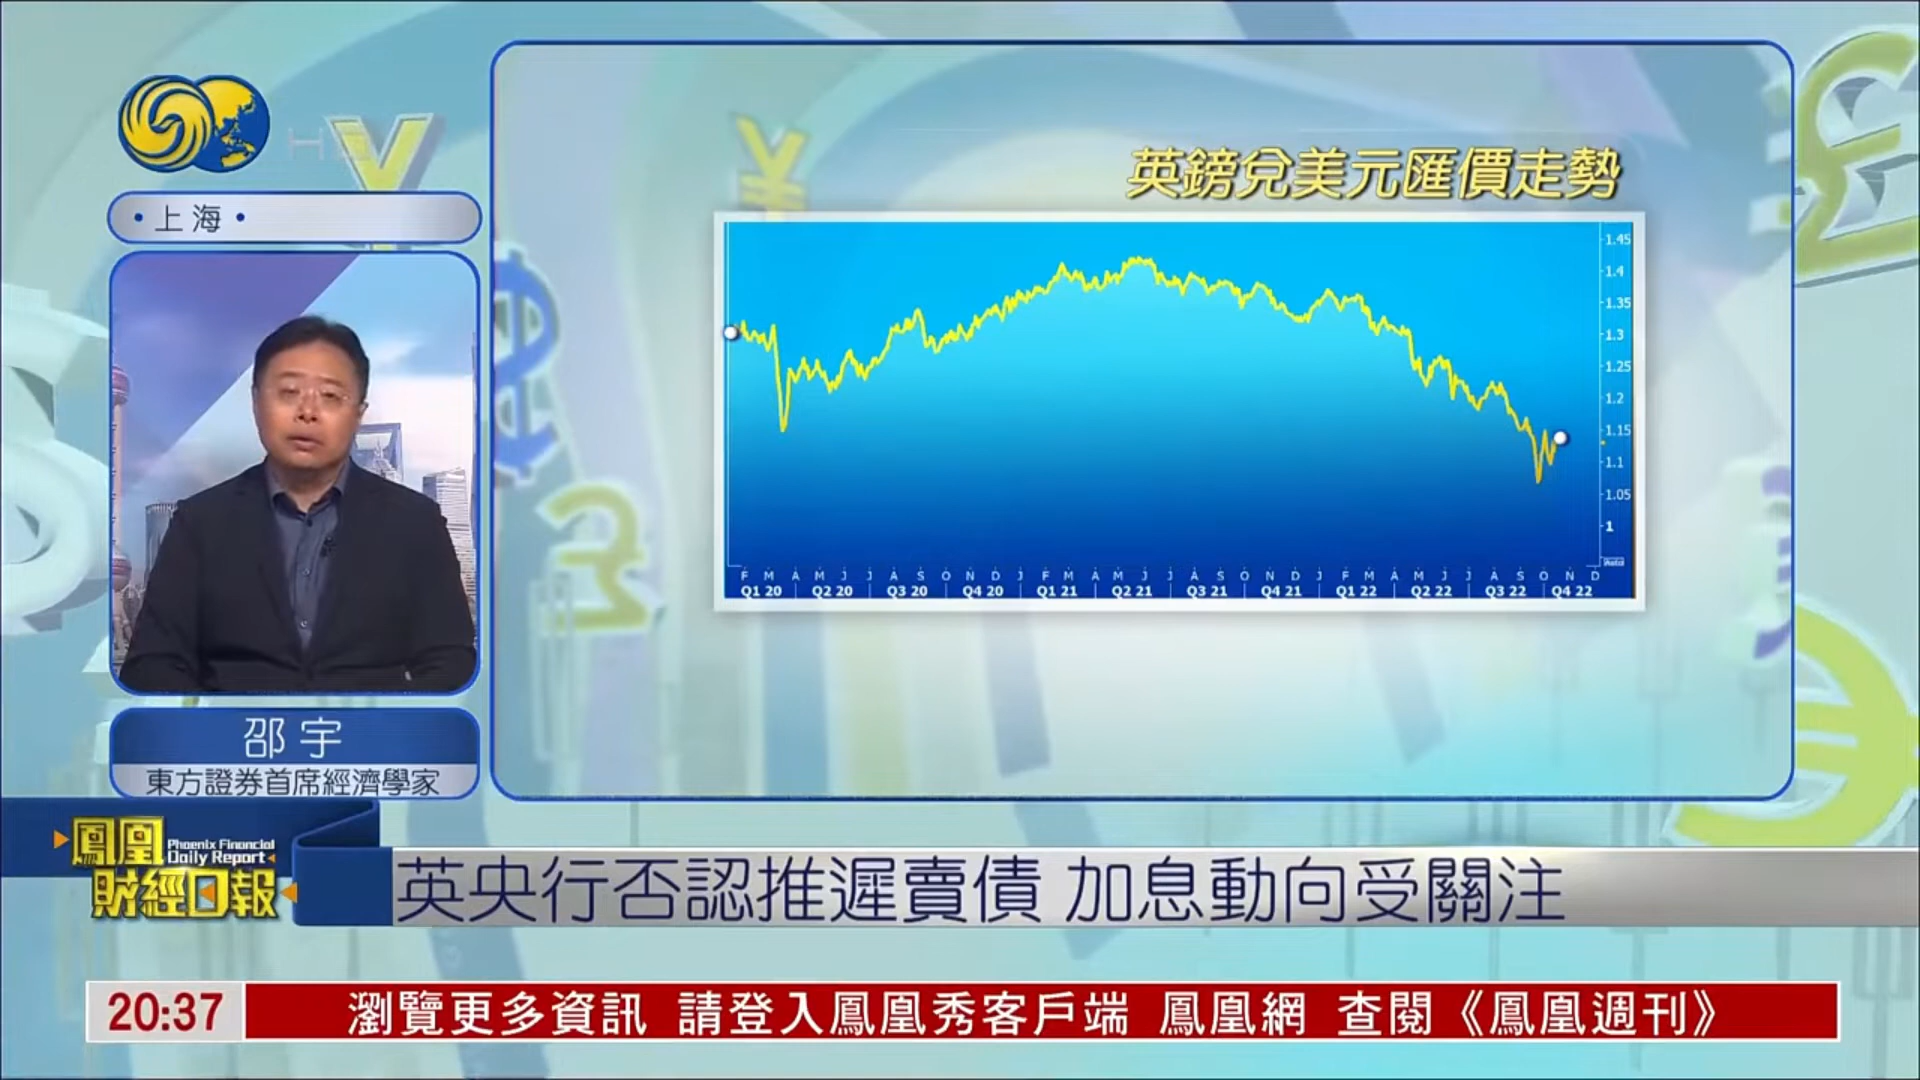 HD
• 上海 •
英鎊兌美元匯價走勢
1.45
1.4
1.35
1.3
1.25
1.2
1.15
1.1
1.05
1
Auto
F M A M J J A S O N D J F M A M J J A S O N D J F M A M J J A S O N D
Q1 20 Q2 20 Q3 20 Q4 20 Q1 21 Q2 21 Q3 21 Q4 21 Q1 22 Q2 22 Q3 22 Q4 22
邵宇
東方證券首席經濟學家
鳳凰 Phoenix Financial
Daily Report
財經日報
英央行否認推遲賣債 加息動向受關注
20:37 瀏覽更多資訊 請登入鳳凰秀客戶端 鳳凰網 查閱《鳳凰週刊》